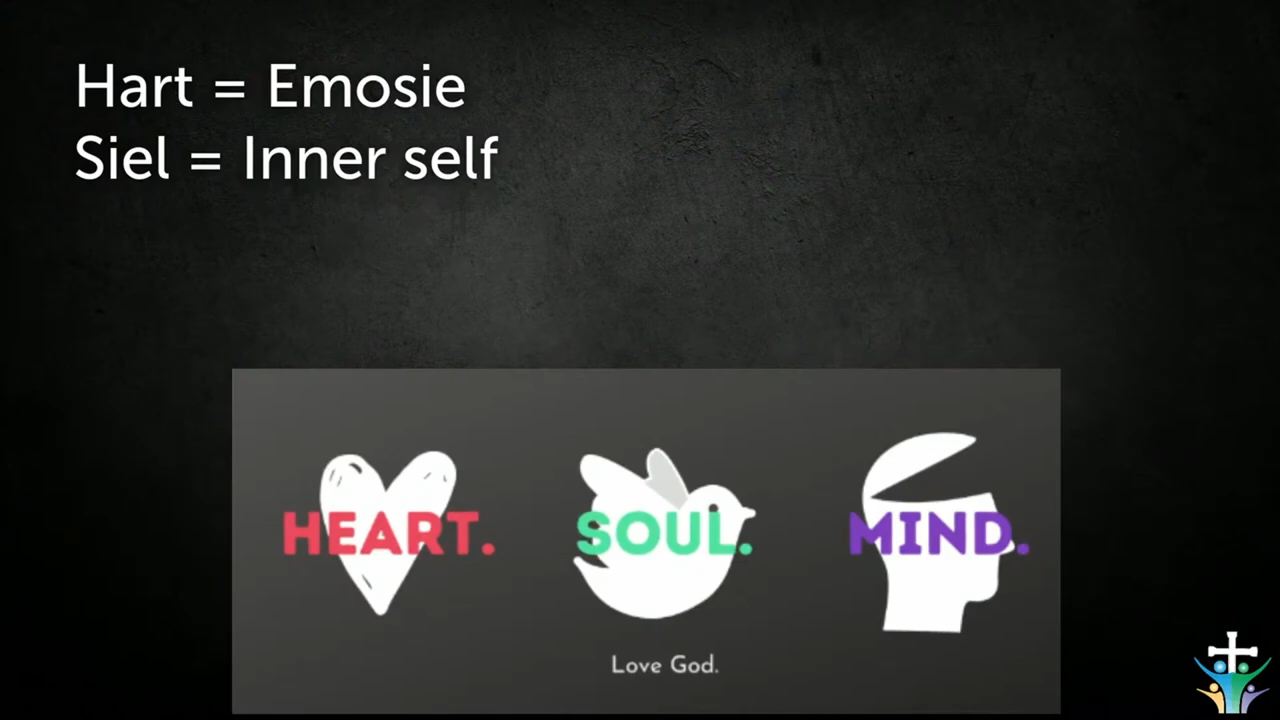 Hart = Emosie
Siel = Inner self
HEART. SOUL. MIND.
Love God.